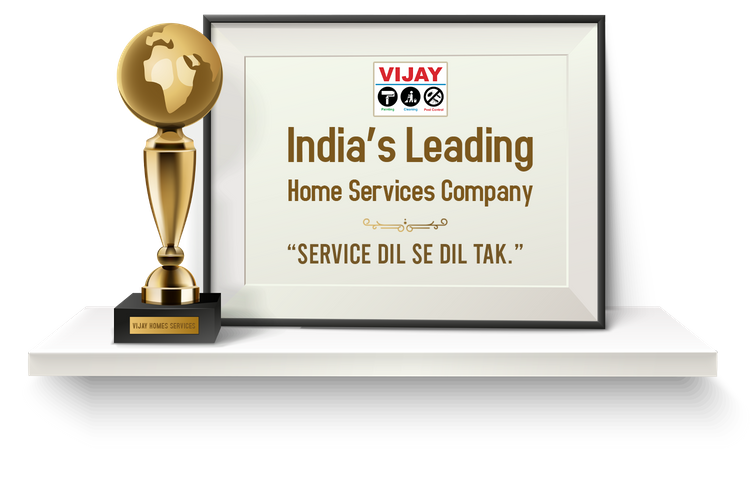 VIJAY
Painting Cleaning Pest Control
India's Leading
Home Services Company
“SERVICE DIL SE DIL TAK.”
VIJAY HOMES SERVICES